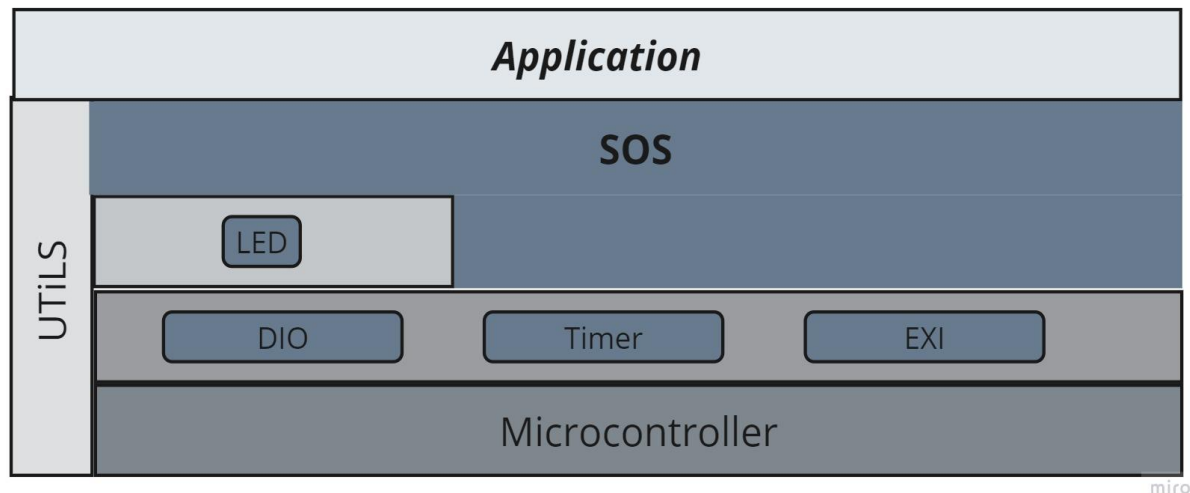 Application
SOS
UTiLS
LED
DIO
Timer
EXI
Microcontroller
miro